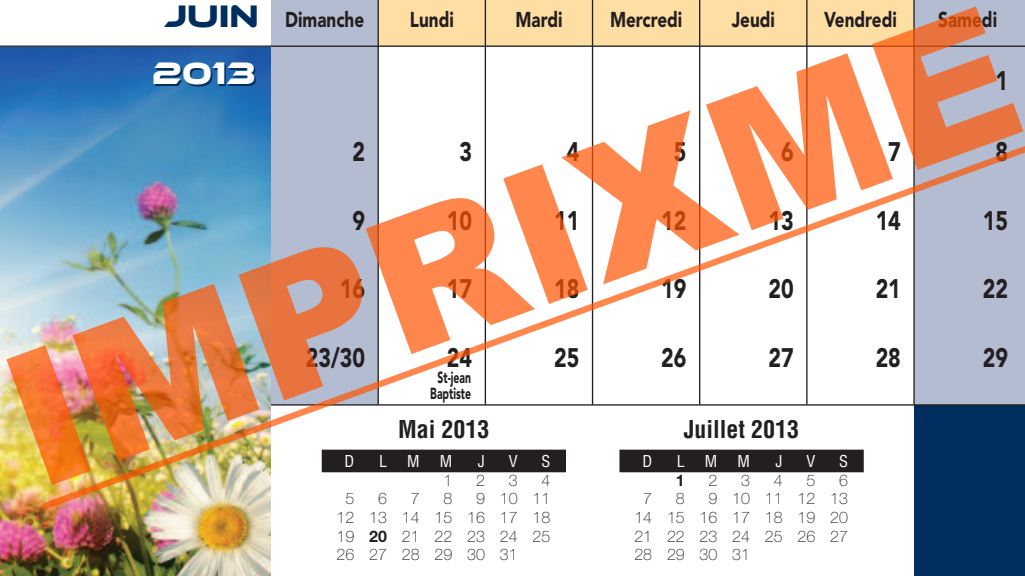 JUIN
2013
Dimanche Lundi Mardi Mercredi Jeudi Vendredi Samedi
1
2 3 4 5 6 7 8
9 10 11 12 13 14 15
16 17 18 19 20 21 22
23/30 24 25 26 27 28 29
St-jean
Baptiste
IMPRIXME
Mai 2013
D L M M J V S
1 2 3 4
5 6 7 8 9 10 11
12 13 14 15 16 17 18
19 20 21 22 23 24 25
26 27 28 29 30 31
Juillet 2013
D L M M J V S
1 2 3 4 5 6
7 8 9 10 11 12 13
14 15 16 17 18 19 20
21 22 23 24 25 26 27
28 29 30 31